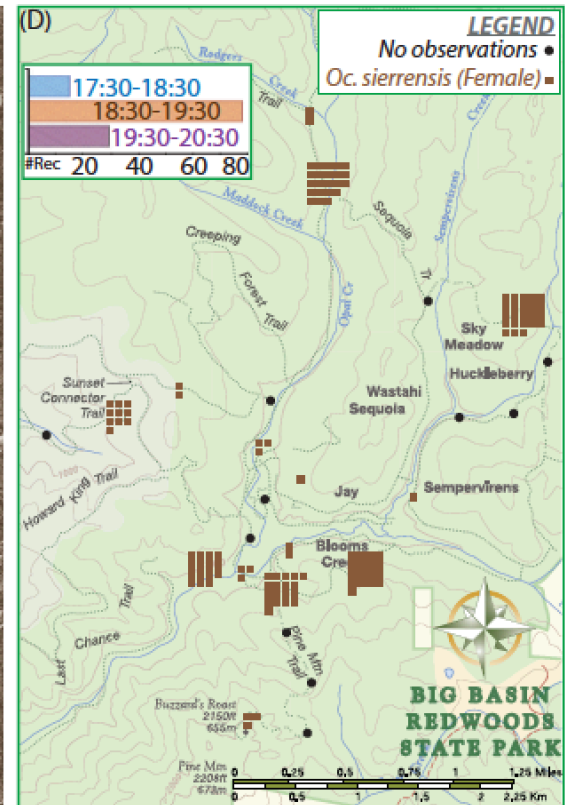 (D)
LEGEND
No observations
Oc. sierrensis (Female)
17:30-18:30
18:30-19:30
19:30-20:30
#Rec 20 40 60 80
Rodgers
Creek
Trail
Creek
Maddock Creek
Sequoia
Tr
Sempervirens
Creeping
Forest
Trail
Opal Cr
Sky
Meadow
Huckleberry
Sunset
Connector
Trail
Wastahi
Sequoia
Howard King Trail
1000
Jay
Sempervirens
Blooms
Creek
Last
Chance
Trail
Pine Mtn
Trail
Buzzard's Roost
2150ft
655m
BIG BASIN
REDWOODS
STATE PARK
Pine Mtn
2208ft
673m
0 0.25 0.5 0.75 1 1.25 Miles
0 0.5 1 1.5 2 2.25 Km